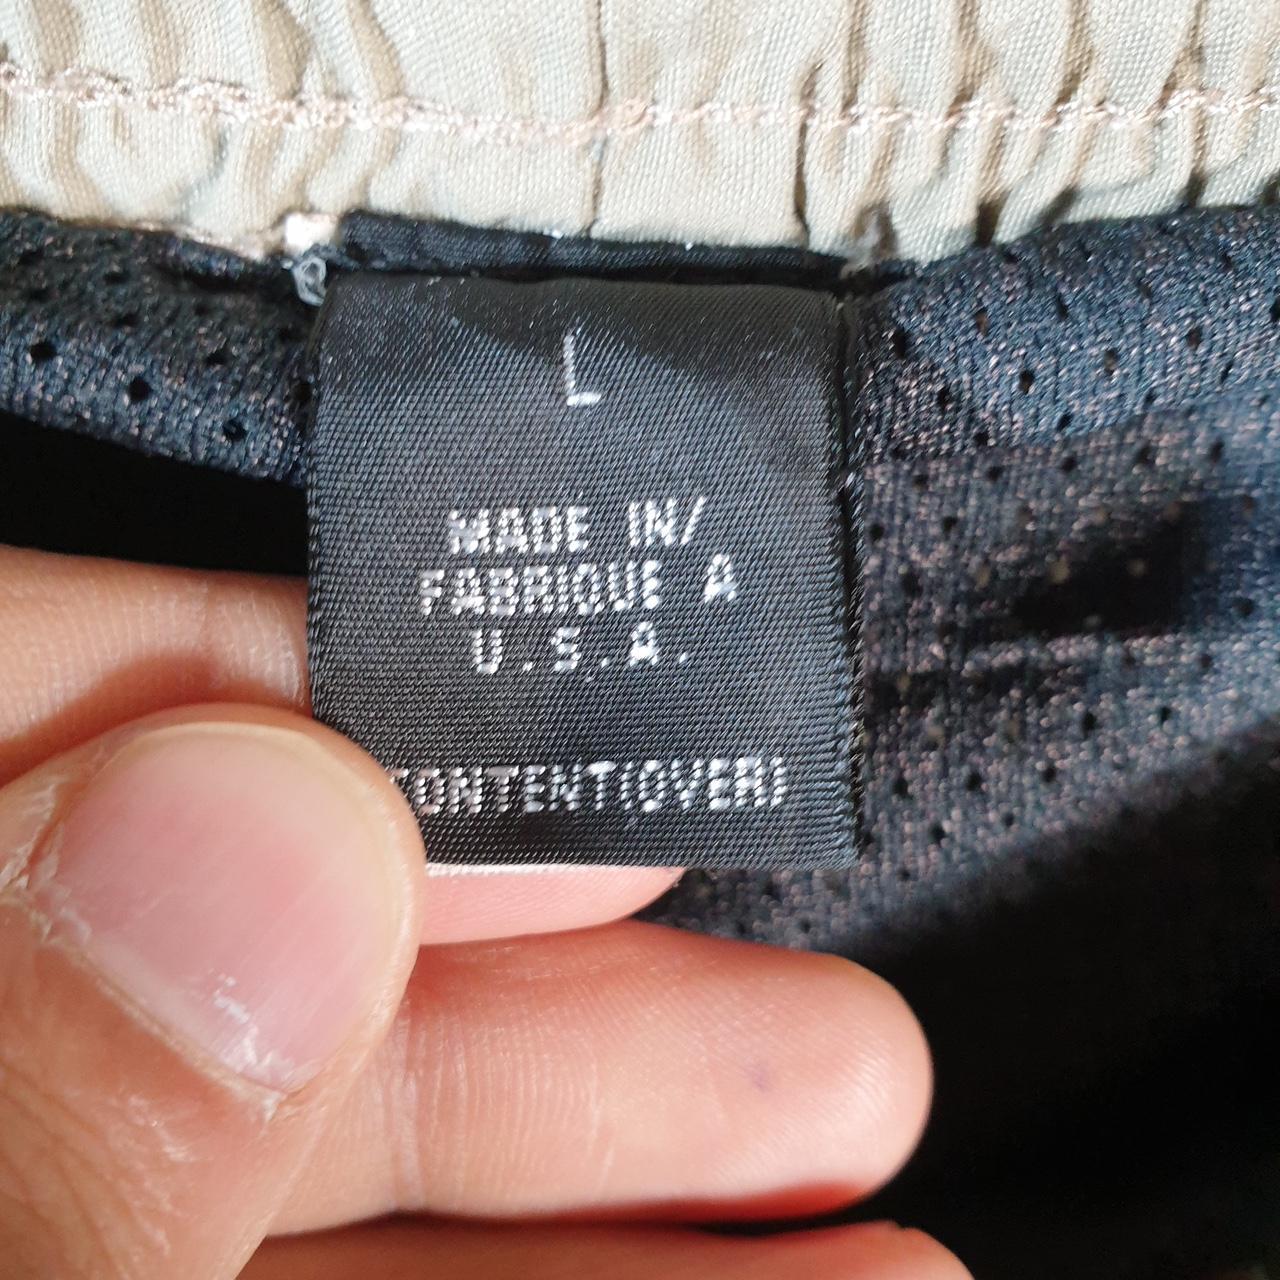 L
MADE IN/
FABRIQUE A
U.S.A.
CONTENT(OVER)